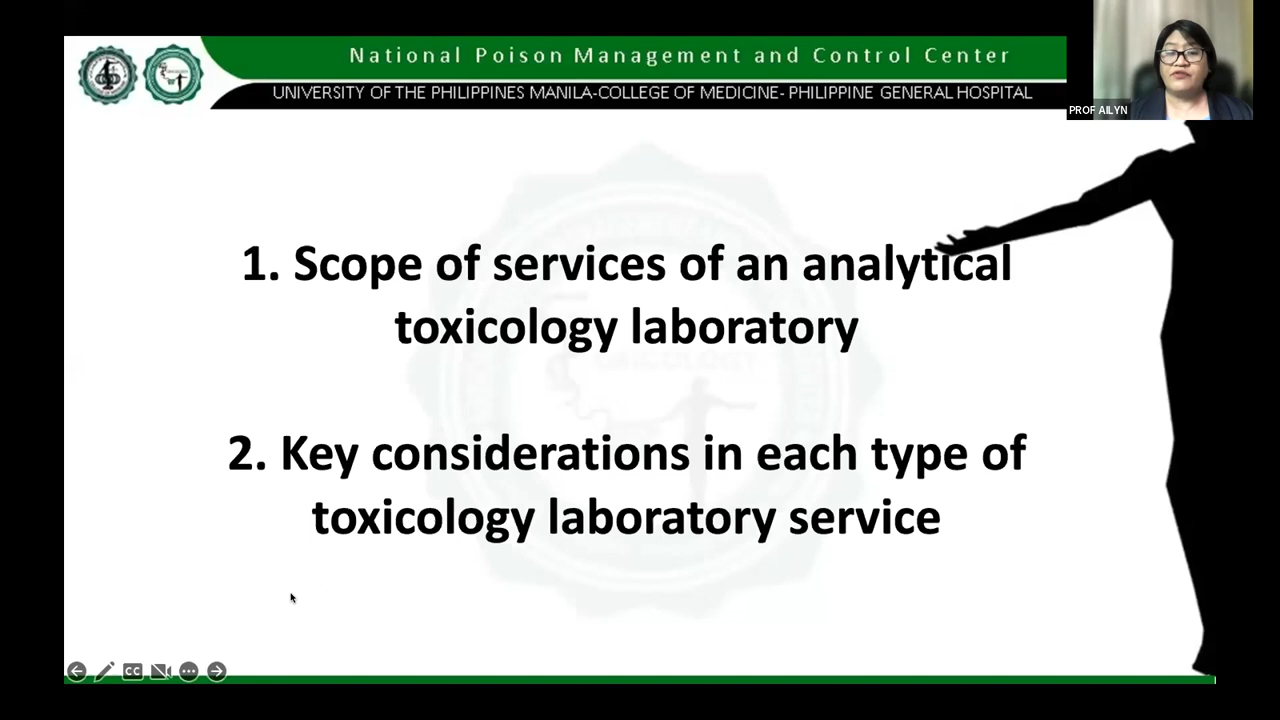 National Poison Management and Control Center
UNIVERSITY OF THE PHILIPPINES MANILA-COLLEGE OF MEDICINE- PHILIPPINE GENERAL HOSPITAL
PROF AILYN
1. Scope of services of an analytical
toxicology laboratory
2. Key considerations in each type of
toxicology laboratory service
CC